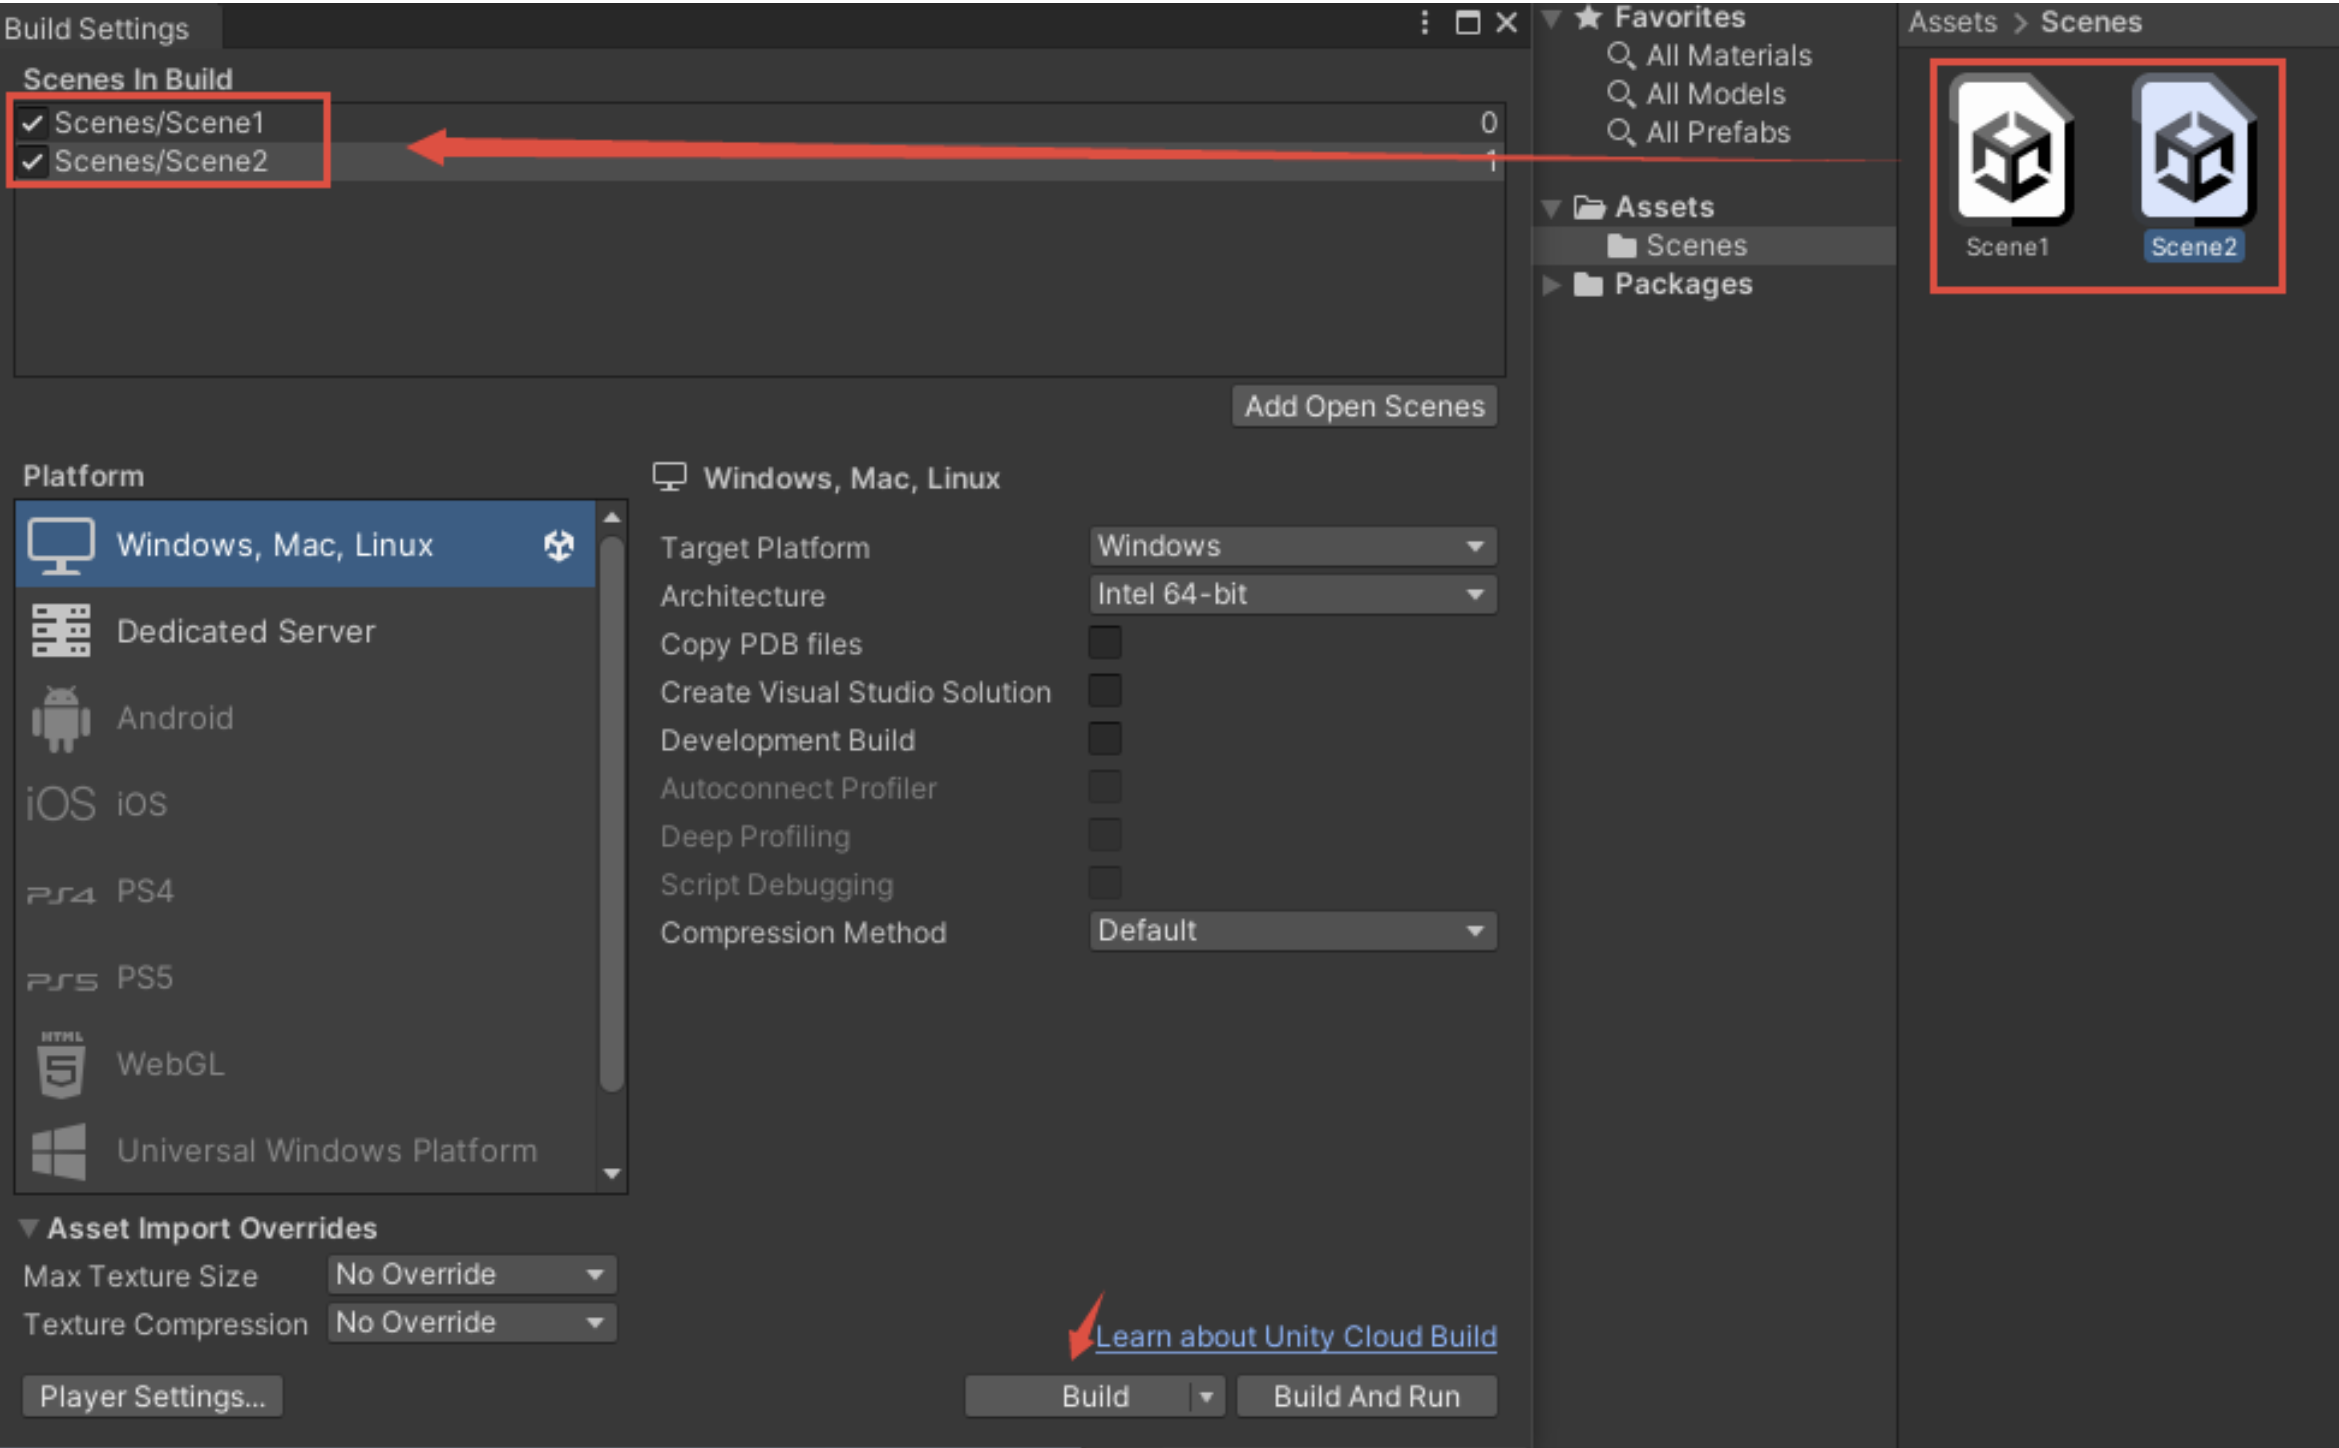 Build Settings
Scenes In Build
Scenes/Scene1 0
Scenes/Scene2 1
Add Open Scenes
Platform
Windows, Mac, Linux
Dedicated Server
Android
iOS iOS
PS4 PS4
PS5 PS5
HTML 5 WebGL
Universal Windows Platform
Windows, Mac, Linux
Target Platform Windows
Architecture Intel 64-bit
Copy PDB files
Create Visual Studio Solution
Development Build
Autoconnect Profiler
Deep Profiling
Script Debugging
Compression Method Default
Asset Import Overrides
Max Texture Size No Override
Texture Compression No Override
Learn about Unity Cloud Build
Player Settings...
Build
Build And Run
Favorites
All Materials
All Models
All Prefabs
Assets
Scenes
Packages
Assets > Scenes
Scene1
Scene2